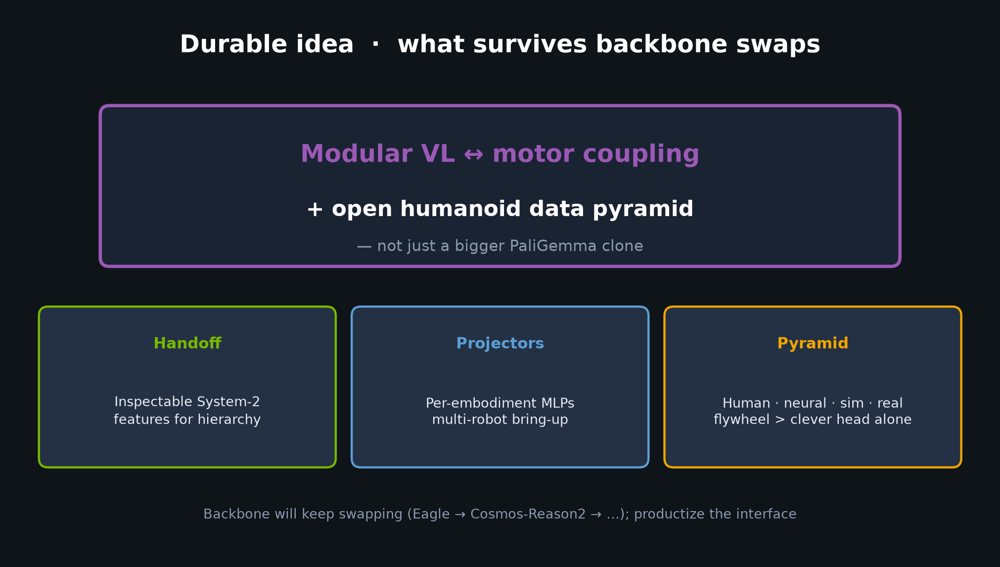 Durable idea · what survives backbone swaps
Modular VL ↔ motor coupling
+ open humanoid data pyramid
— not just a bigger PaliGemma clone
Handoff
Inspectable System-2
features for hierarchy
Projectors
Per-embodiment MLPs
multi-robot bring-up
Pyramid
Human · neural · sim · real
flywheel > clever head alone
Backbone will keep swapping (Eagle → Cosmos-Reason2 → …); productize the interface